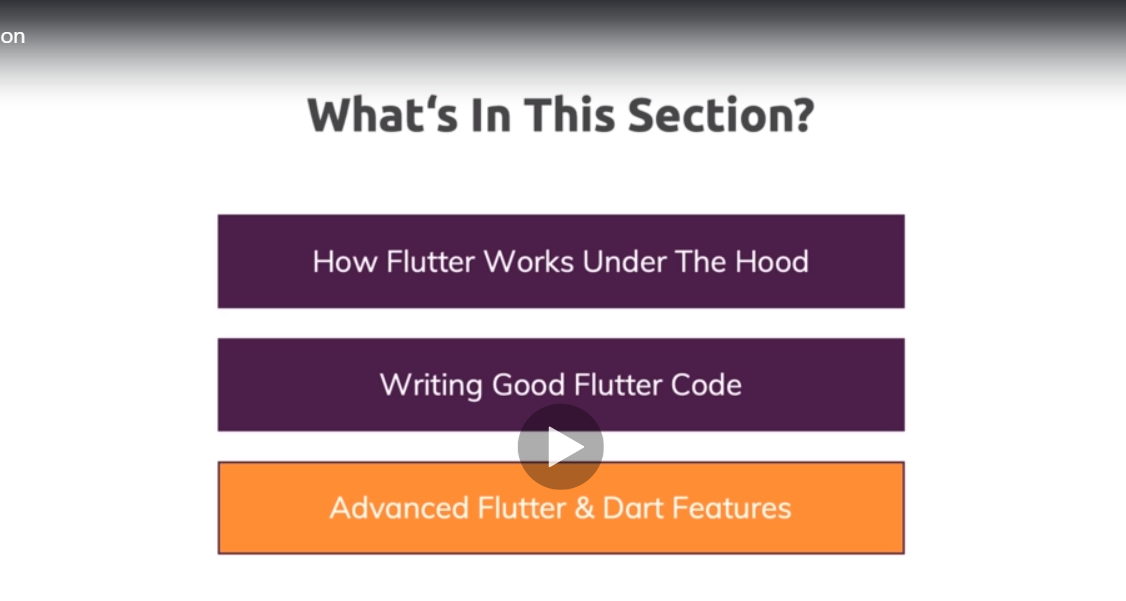 on
What‘s In This Section?
How Flutter Works Under The Hood
Writing Good Flutter Code
Advanced Flutter & Dart Features